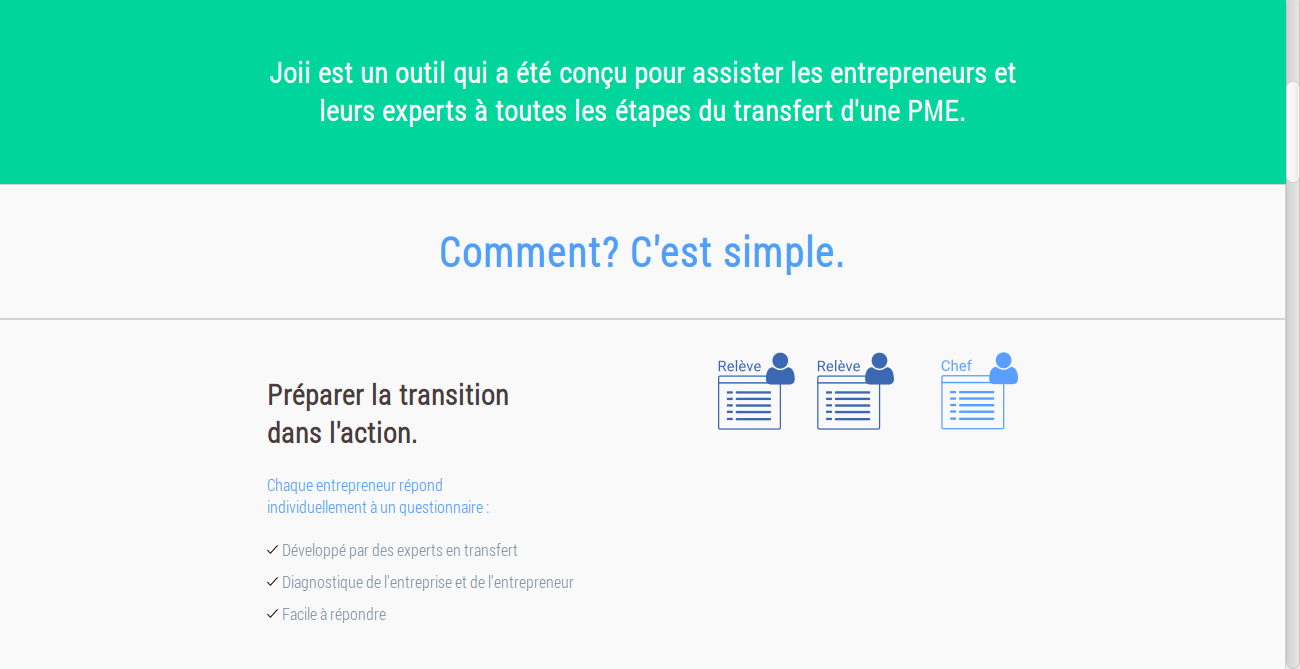 Joii est un outil qui a été conçu pour assister les entrepreneurs et
leurs experts à toutes les étapes du transfert d'une PME.
Comment? C'est simple.
Préparer la transition
dans l'action.
Chaque entrepreneur répond
individuellement à un questionnaire :
Développé par des experts en transfert
Diagnostique de l'entreprise et de l'entrepreneur
Facile à répondre
Relève
Relève
Chef